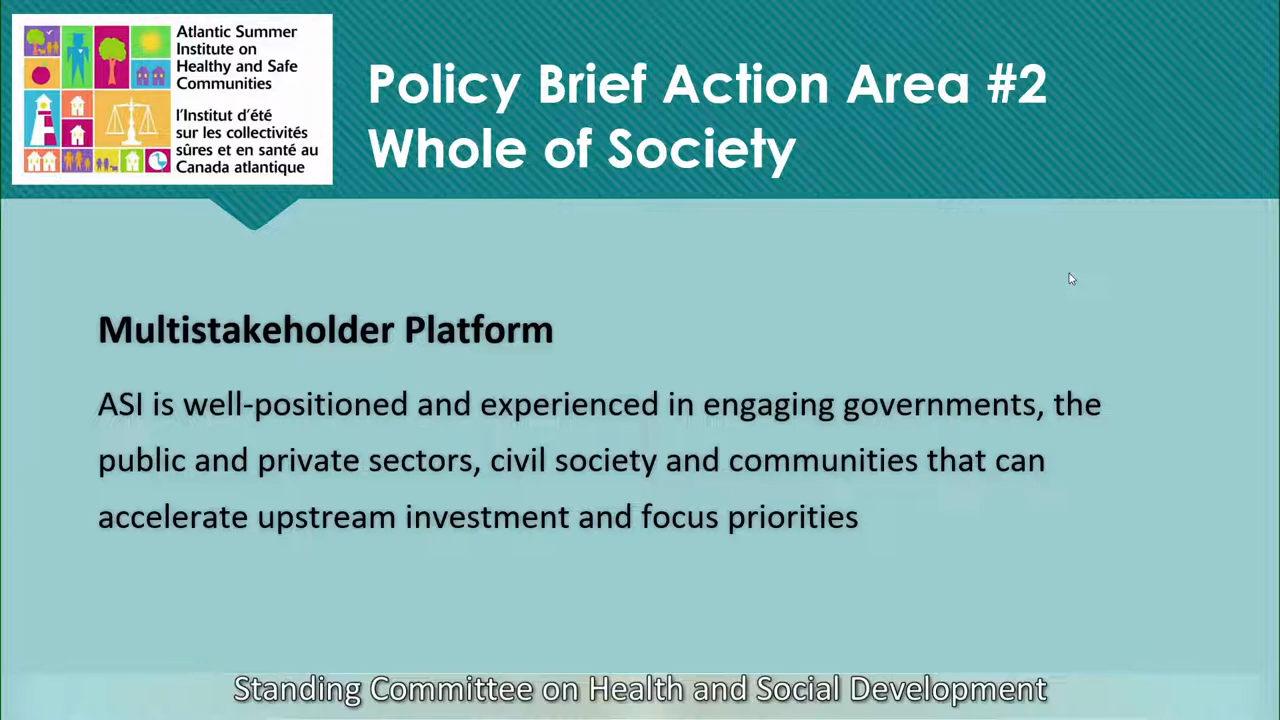 Atlantic Summer
Institute on
Healthy and Safe
Communities
l'Institut d'été
sur les collectivités
sûres et en santé au
Canada atlantique
Policy Brief Action Area #2
Whole of Society
Multistakeholder Platform
ASI is well-positioned and experienced in engaging governments, the
public and private sectors, civil society and communities that can
accelerate upstream investment and focus priorities
Standing Committee on Health and Social Development